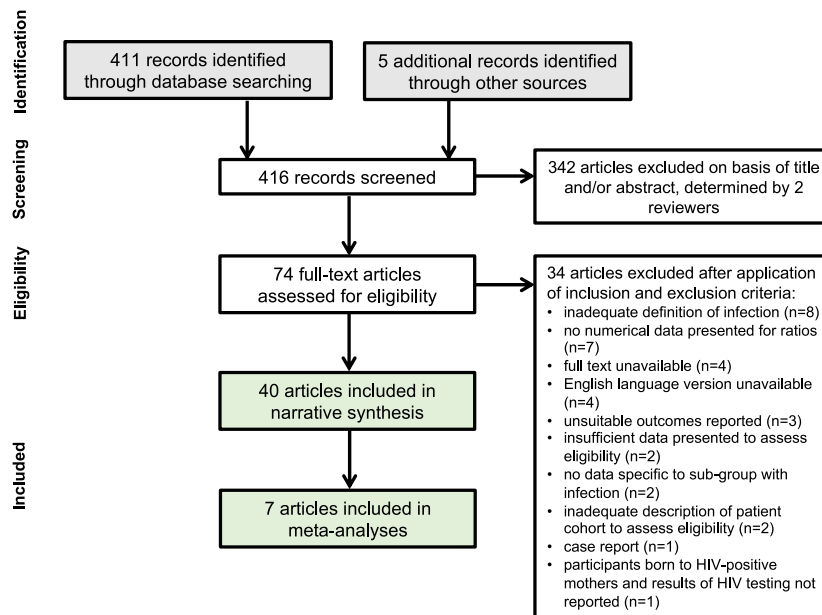 Identification
411 records identified
through database searching
5 additional records identified
through other sources
Screening
416 records screened
342 articles excluded on basis of title
and/or abstract, determined by 2
reviewers
Eligibility
74 full-text articles
assessed for eligibility
34 articles excluded after application
of inclusion and exclusion criteria:
• inadequate definition of infection (n=8)
• no numerical data presented for ratios
(n=7)
• full text unavailable (n=4)
• English language version unavailable
(n=4)
• unsuitable outcomes reported (n=3)
• insufficient data presented to assess
eligibility (n=2)
• no data specific to sub-group with
infection (n=2)
• inadequate description of patient
cohort to assess eligibility (n=2)
• case report (n=1)
• participants born to HIV-positive
mothers and results of HIV testing not
reported (n=1)
Included
40 articles included in
narrative synthesis
7 articles included in
meta-analyses